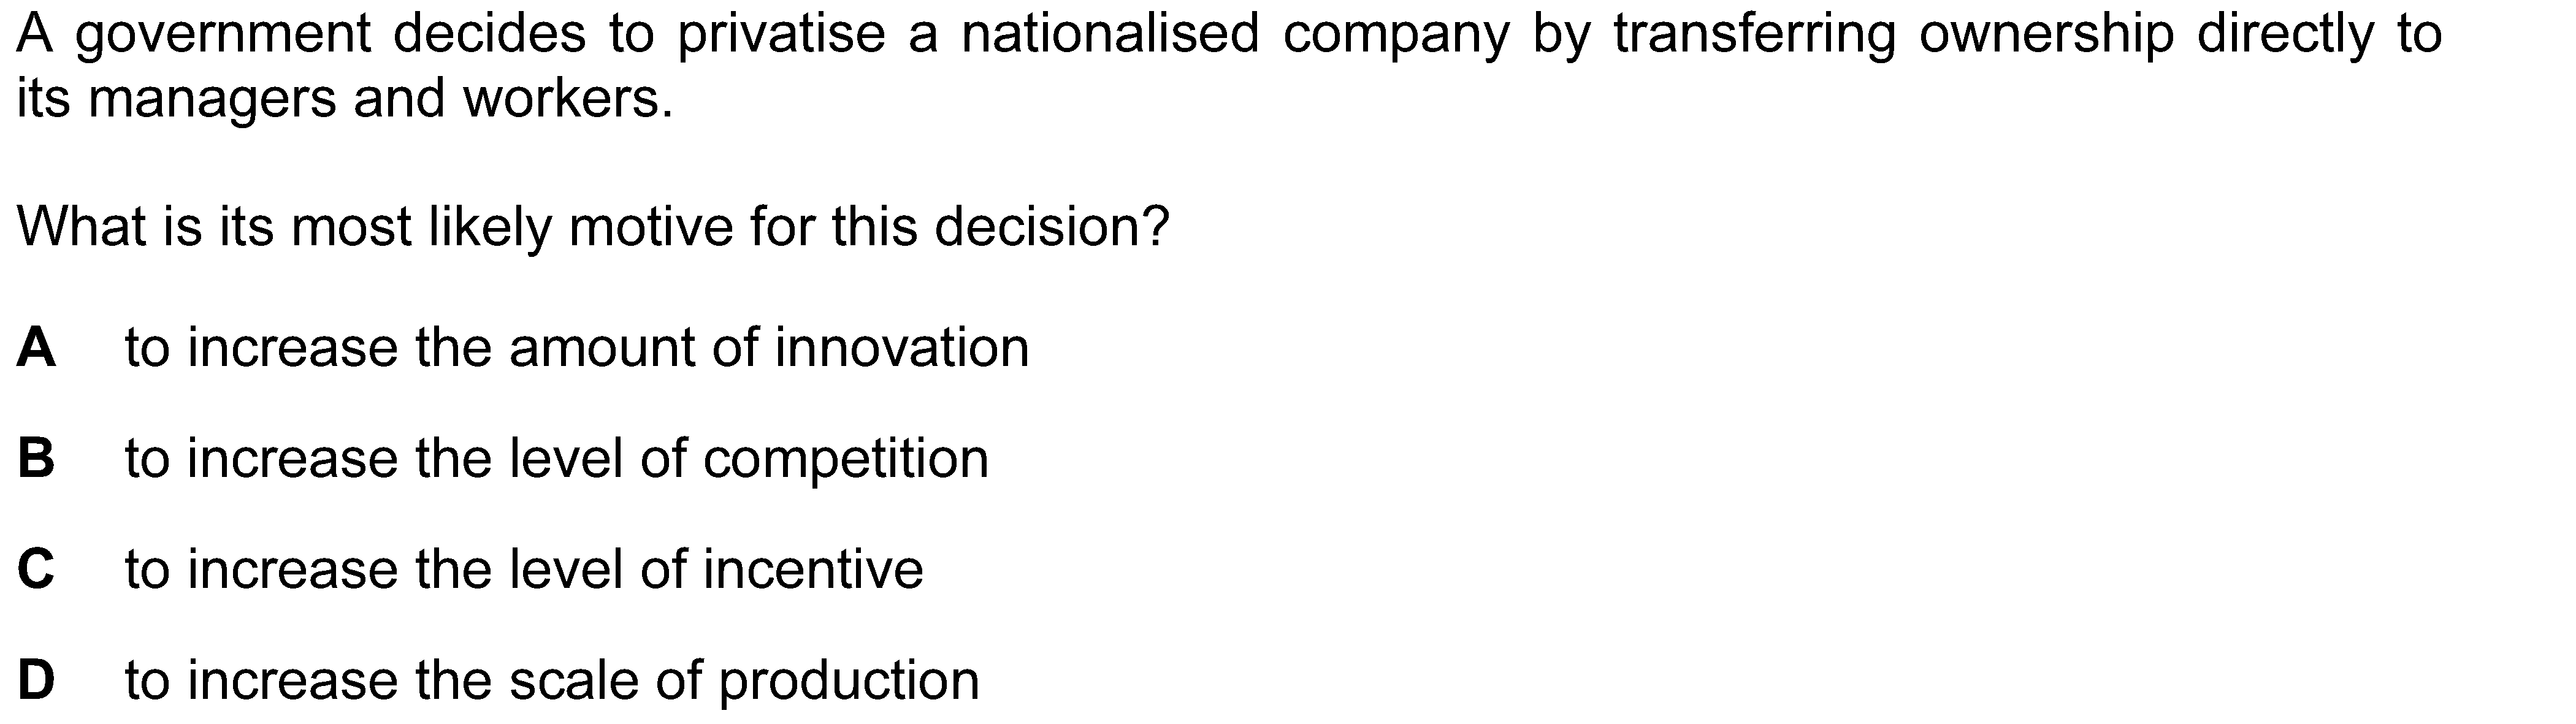 A government decides to privatise a nationalised company by transferring ownership directly to
its managers and workers.
What is its most likely motive for this decision?
A to increase the amount of innovation
B to increase the level of competition
C to increase the level of incentive
D to increase the scale of production